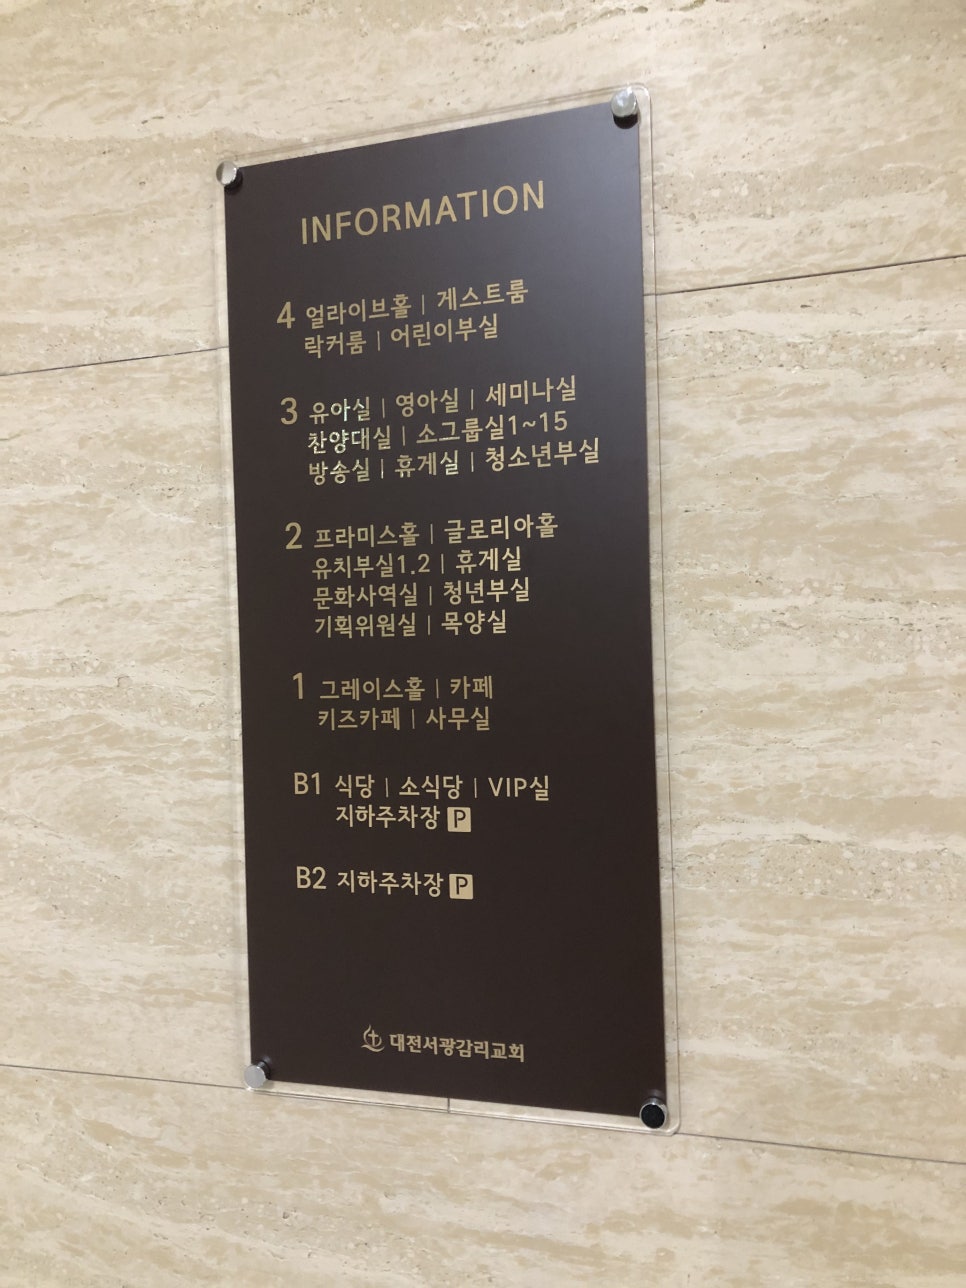 INFORMATION
4 얼라이브홀 | 게스트룸
락커룸 | 어린이부실
3 유아실 | 영아실 | 세미나실
찬양대실 | 소그룹실1~15
방송실 | 휴게실 | 청소년부실
2 프라미스홀 | 글로리아홀
유치부실1.2 | 휴게실
문화사역실 | 청년부실
기획위원실 | 목양실
1 그레이스홀 | 카페
키즈카페 | 사무실
B1 식당 | 소식당 | VIP실
지하주차장 P
B2 지하주차장 P
대전서광감리교회